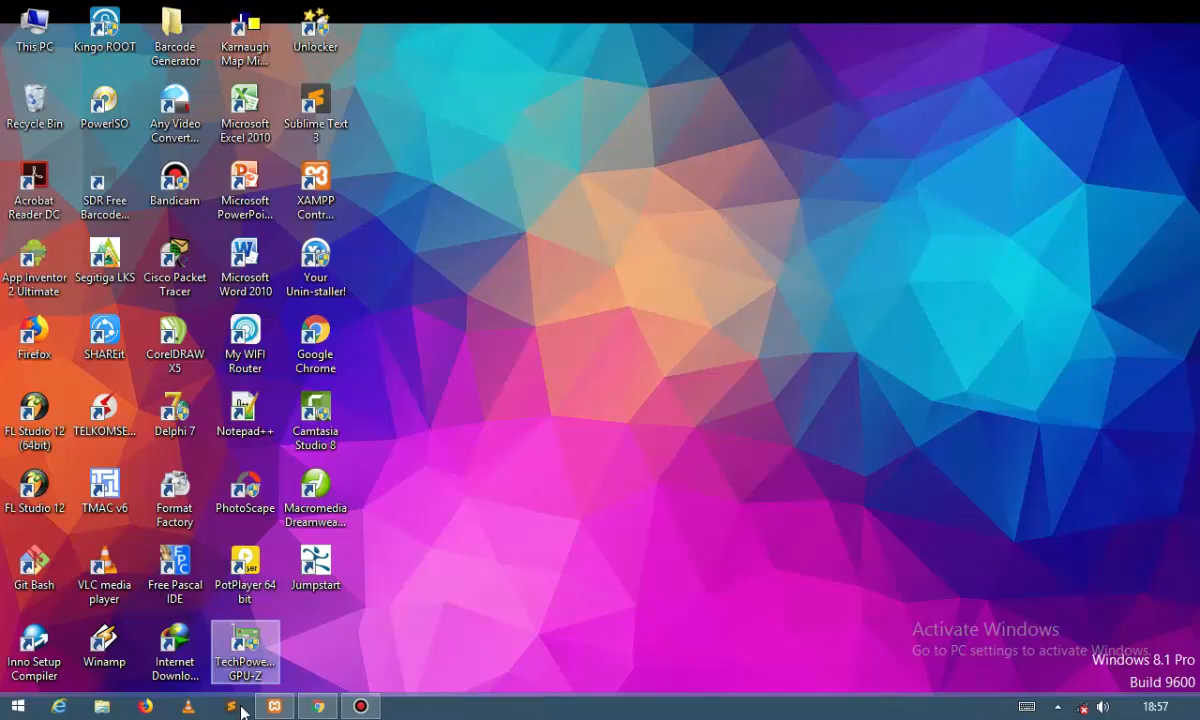 This PC
Kingo ROOT
Barcode
Generator
Karnaugh
Map Mi...
Unlocker
Recycle Bin
PowerISO
Any Video
Convert...
Microsoft
Excel 2010
Sublime Text
3
Acrobat
Reader DC
SDR Free
Barcode...
Bandicam
Microsoft
PowerPoi...
XAMPP
Contr...
App Inventor
2 Ultimate
Segitiga LKS
Cisco Packet
Tracer
Microsoft
Word 2010
Your
Unin-staller!
Firefox
SHAREit
CorelDRAW
X5
My WIFI
Router
Google
Chrome
FL Studio 12
(64bit)
TELKOMSE...
Delphi 7
Notepad++
Camtasia
Studio 8
FL Studio 12
TMAC v6
Format
Factory
PhotoScape
Macromedia
Dreamwea...
Git Bash
VLC media
player
Free Pascal
IDE
PotPlayer 64
bit
Jumpstart
Inno Setup
Compiler
Winamp
Internet
Downlo...
TechPowe...
GPU-Z
Activate Windows
Go to PC settings to activate Windows.
Windows 8.1 Pro
Build 9600
18:57